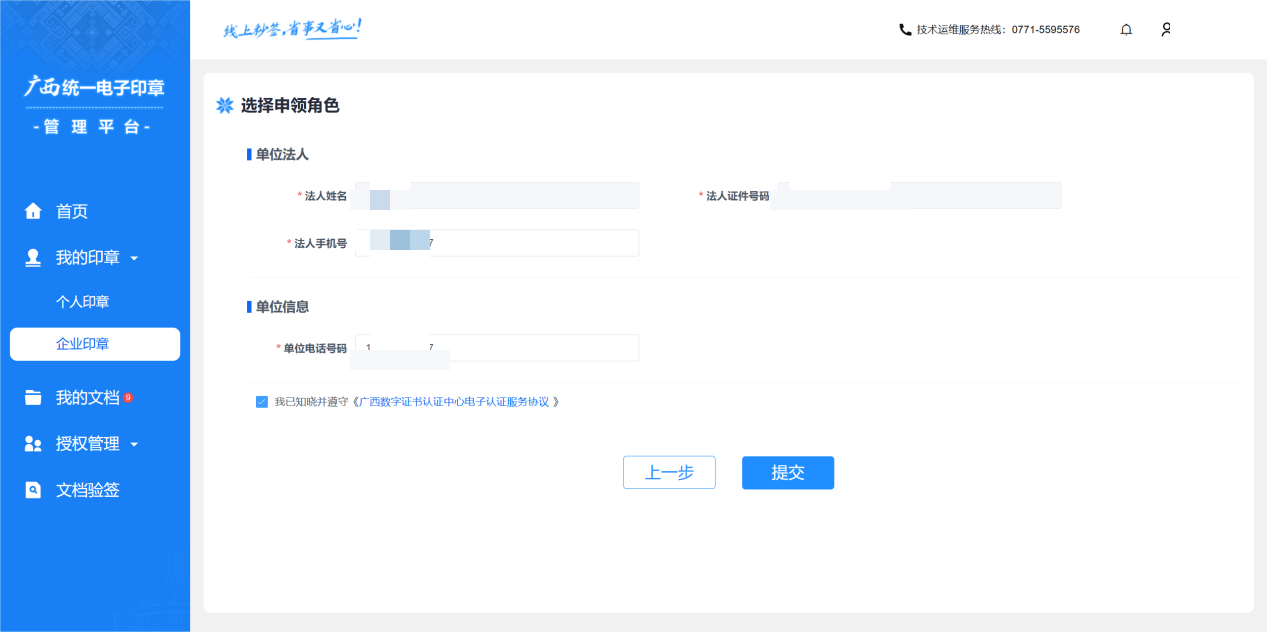 线上秒签,省事又省心!
技术运维服务热线：0771-5595576
广西统一电子印章
-管理平台-
首页
我的印章
个人印章
企业印章
我的文档 9
授权管理
文档验签
选择申领角色
单位法人
* 法人姓名
* 法人证件号码
* 法人手机号 7
单位信息
* 单位电话号码 1 7
我已知晓并遵守《广西数字证书认证中心电子认证服务协议 》
上一步
提交